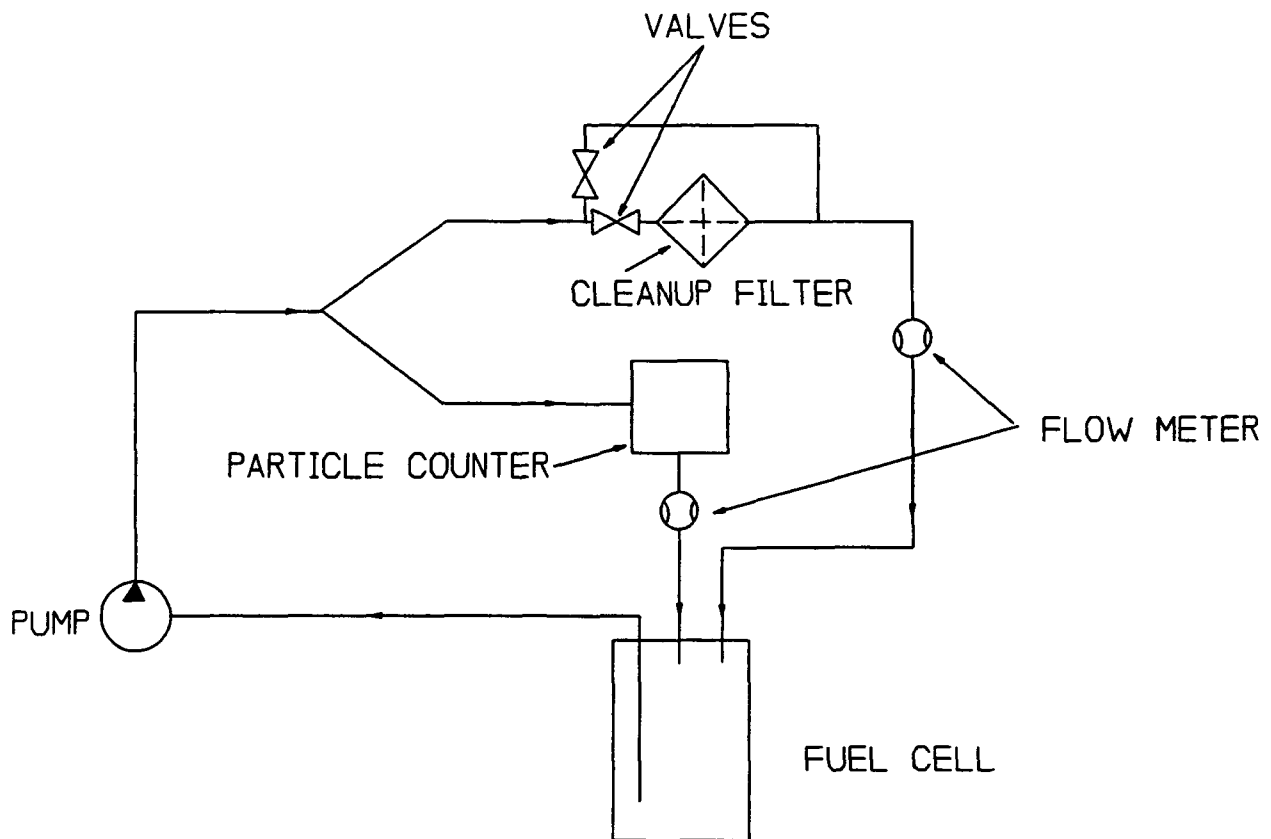 VALVES
CLEANUP FILTER
FLOW METER
PARTICLE COUNTER
PUMP
FUEL CELL